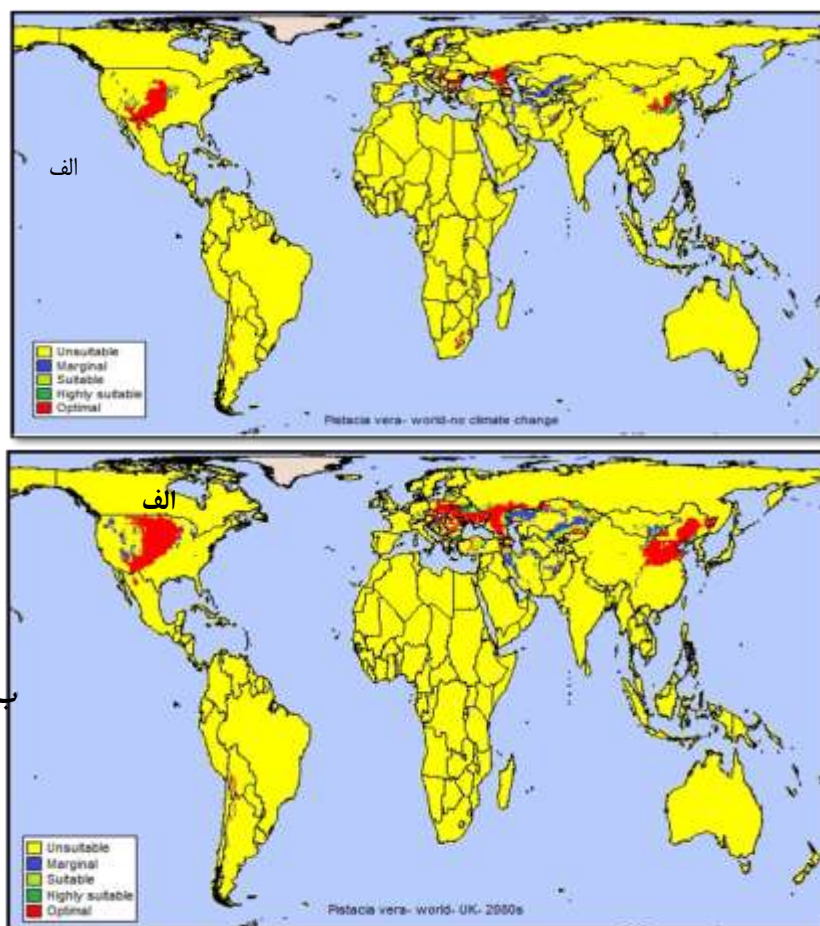 الف
Unsuitable
Marginal
Suitable
Highly suitable
Optimal
Pistacia vera- world-no climate change
الف
ب
Unsuitable
Marginal
Suitable
Highly suitable
Optimal
Pistacia vera- world- UK- 2080s